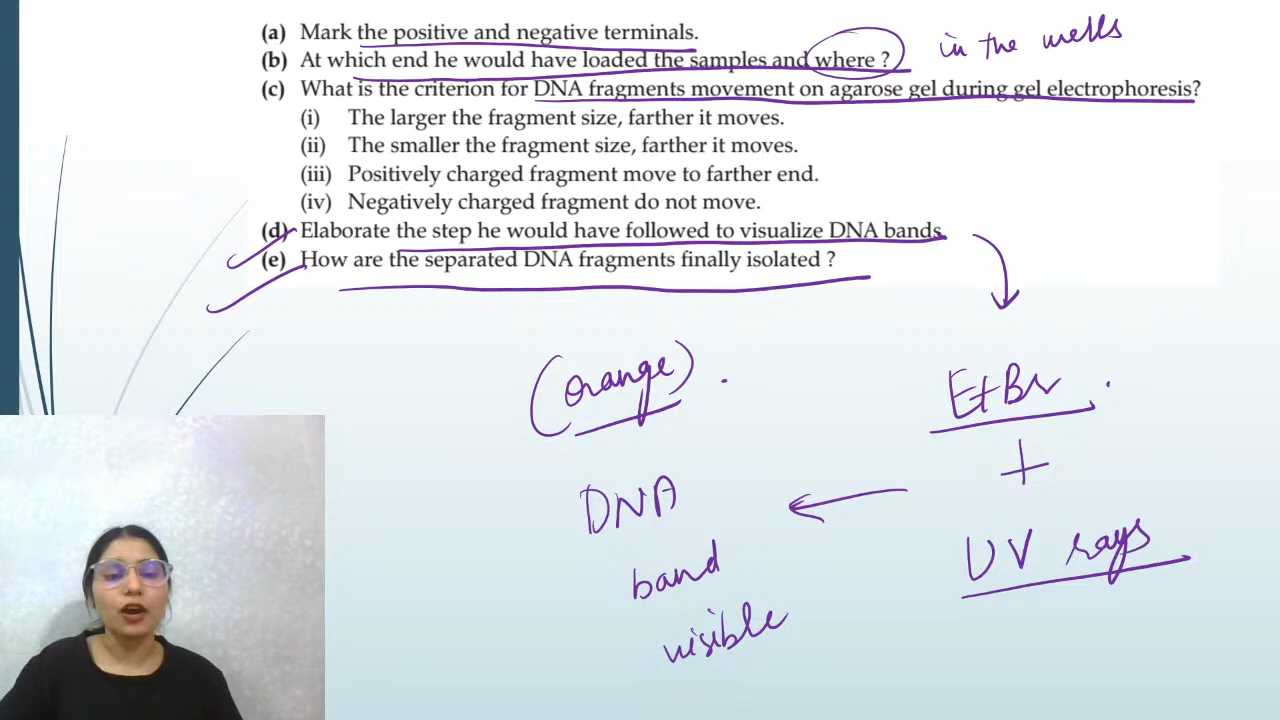 (a) Mark the positive and negative terminals.
(b) At which end he would have loaded the samples and where ?
in the wells
(c) What is the criterion for DNA fragments movement on agarose gel during gel electrophoresis?
(i) The larger the fragment size, farther it moves.
(ii) The smaller the fragment size, farther it moves.
(iii) Positively charged fragment move to farther end.
(iv) Negatively charged fragment do not move.
(d) Elaborate the step he would have followed to visualize DNA bands.
(e) How are the separated DNA fragments finally isolated ?
(orange).
EtBr.
+
UV rays
DNA
band
visible